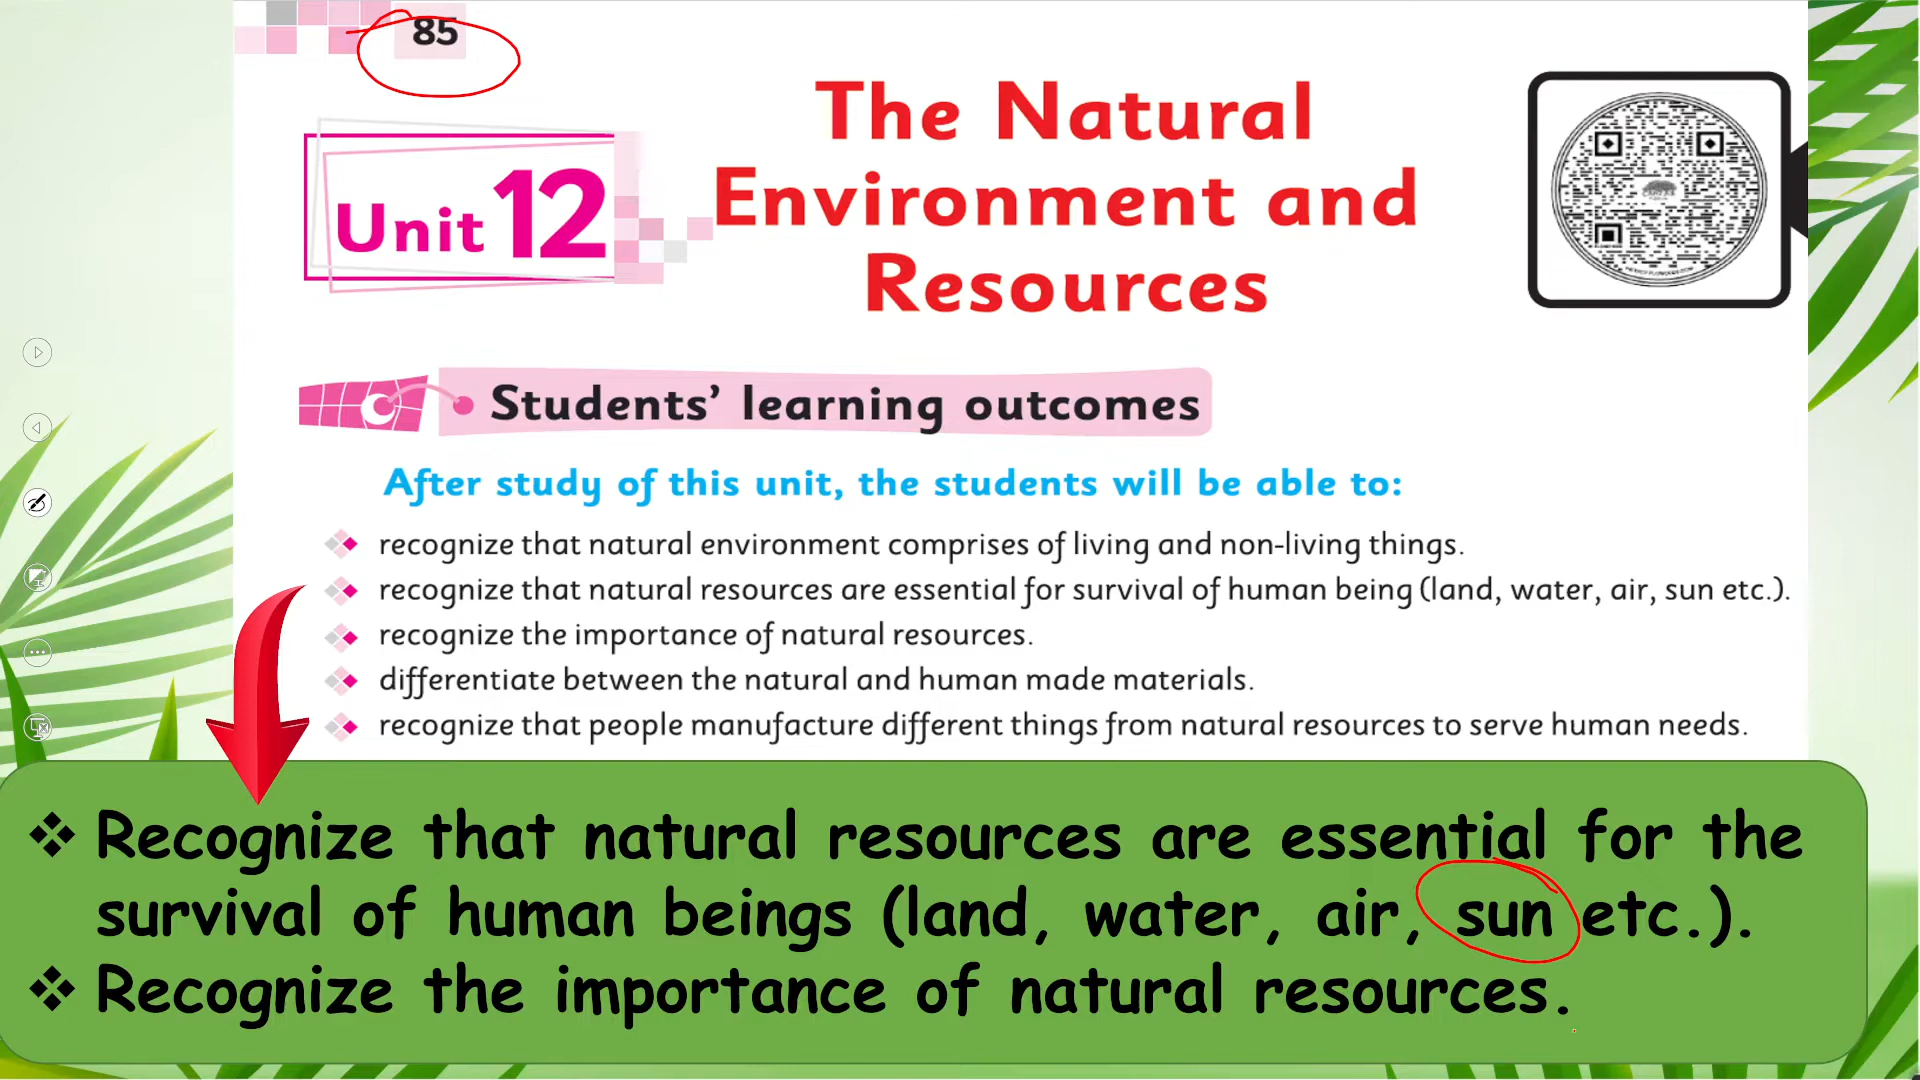 85
Unit 12
The Natural
Environment and
Resources
Students' learning outcomes
After study of this unit, the students will be able to:
recognize that natural environment comprises of living and non-living things.
recognize that natural resources are essential for survival of human being (land, water, air, sun etc.).
recognize the importance of natural resources.
differentiate between the natural and human made materials.
recognize that people manufacture different things from natural resources to serve human needs.
Recognize that natural resources are essential for the
survival of human beings (land, water, air, sun etc.).
Recognize the importance of natural resources.